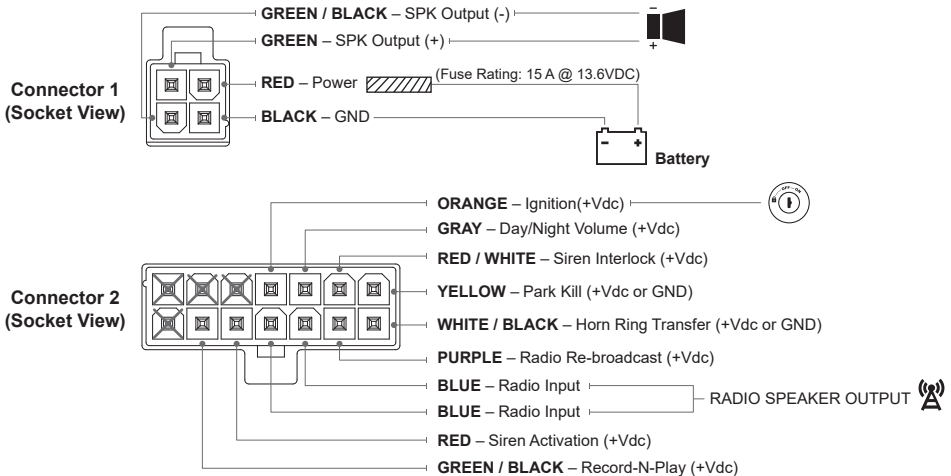 GREEN / BLACK – SPK Output (-)
GREEN – SPK Output (+)
Connector 1
(Socket View)
RED – Power
(Fuse Rating: 15 A @ 13.6VDC)
BLACK – GND
- +
Battery
ORANGE – Ignition(+Vdc)
OFF ON
GRAY – Day/Night Volume (+Vdc)
RED / WHITE – Siren Interlock (+Vdc)
Connector 2
(Socket View)
YELLOW – Park Kill (+Vdc or GND)
WHITE / BLACK – Horn Ring Transfer (+Vdc or GND)
PURPLE – Radio Re-broadcast (+Vdc)
BLUE – Radio Input
RADIO SPEAKER OUTPUT
BLUE – Radio Input
RED – Siren Activation (+Vdc)
GREEN / BLACK – Record-N-Play (+Vdc)